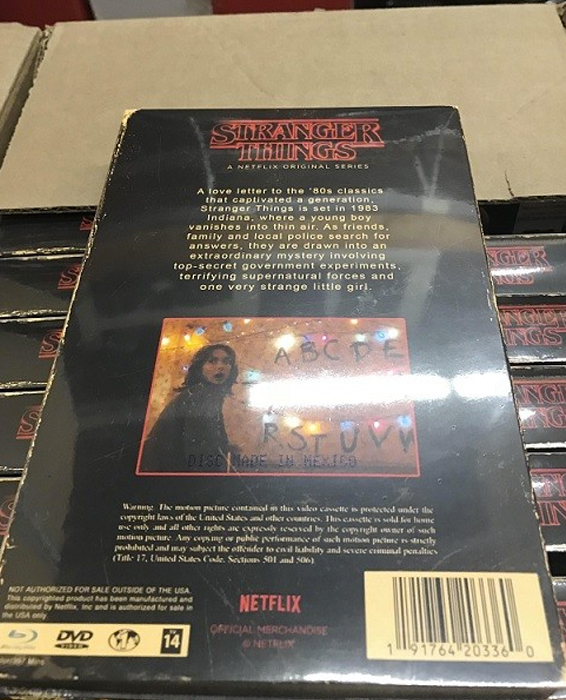 STRANGER
THINGS
A NETFLIX ORIGINAL SERIES
A love letter to the '80s classics
that captivated a generation,
Stranger Things is set in 1983
Indiana, where a young boy
vanishes into thin air. As friends,
family and local police search for
answers, they are drawn into an
extraordinary mystery involving
top-secret government experiments,
terrifying supernatural forces and
one very strange little girl.
A B C D E
R S T U V W
DISC MADE IN MEXICO
Warning: The motion picture contained in this video cassette is protected under the
copyright laws of the United States and other countries. This cassette is sold for home
use only and all other rights are expressly reserved by the copyright owner of such
motion picture. Any copying or public performance of such motion picture is strictly
prohibited and may subject the offender to civil liability and severe criminal penalties
(Title 17, United States Code, Sections 501 and 506)
NOT AUTHORIZED FOR SALE OUTSIDE OF THE USA.
This copyrighted product has been manufactured and
distributed by Netflix, Inc and is authorized for sale in
the USA only
NETFLIX
OFFICIAL MERCHANDISE
© NETFLIX
Blu-ray DVD VIDEO TV 14
397 Mins
1 91764 20336 0